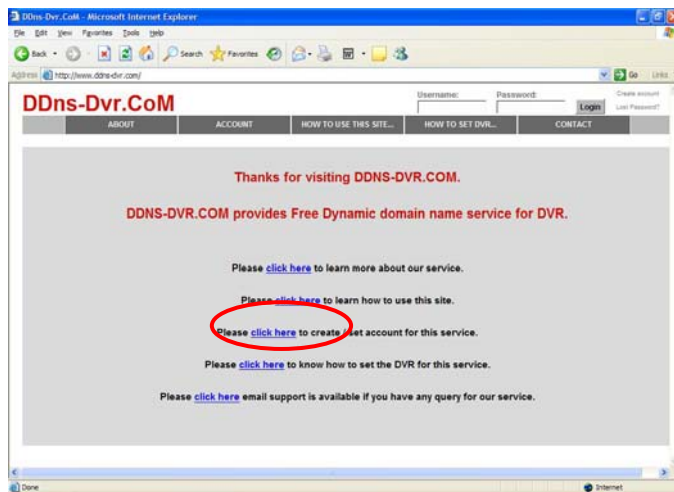 DDns-Dvr.CoM - Microsoft Internet Explorer
File Edit View Favorites Tools Help
Back Search Favorites
Address http://www.ddns-dvr.com/ Go Links
Username: Password: Create account
DDns-Dvr.CoM Login Lost Password?
ABOUT ACCOUNT HOW TO USE THIS SITE... HOW TO SET DVR... CONTACT
Thanks for visiting DDNS-DVR.COM.
DDNS-DVR.COM provides Free Dynamic domain name service for DVR.
Please click here to learn more about our service.
Please click here to learn how to use this site.
Please click here to create / set account for this service.
Please click here to know how to set the DVR for this service.
Please click here email support is available if you have any query for our service.
Done Internet